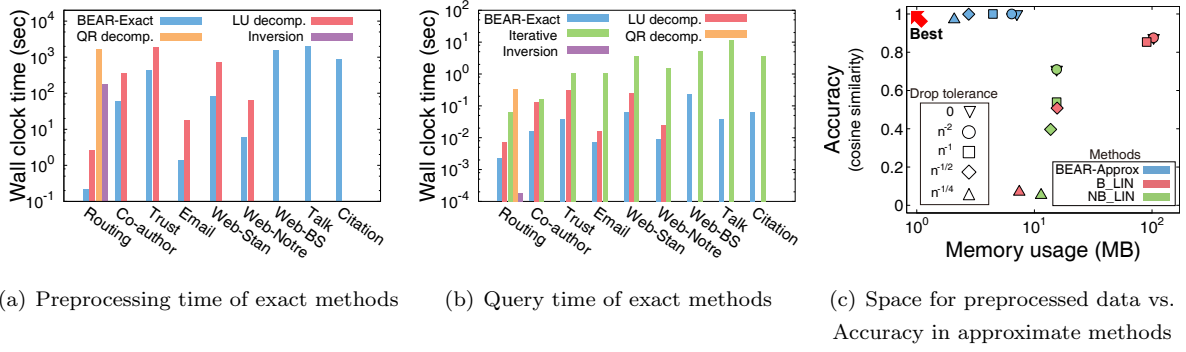 BEAR-Exact
LU decomp.
QR decomp.
Inversion
Wall clock time (sec)
10^4
10^3
10^2
10^1
10^0
10^-1
Routing
Co-author
Trust
Email
Web-Stan
Web-Notre
Web-BS
Talk
Citation
(a) Preprocessing time of exact methods
BEAR-Exact
LU decomp.
Iterative
QR decomp.
Inversion
Wall clock time (sec)
10^2
10^1
10^0
10^-1
10^-2
10^-3
10^-4
Routing
Co-author
Trust
Email
Web-Stan
Web-Notre
Web-BS
Talk
Citation
(b) Query time of exact methods
Best
Accuracy
(cosine similarity)
1
0.8
0.6
0.4
0.2
0
Drop tolerance
0
n^-2
n^-1
n^-1/2
n^-1/4
Methods
BEAR-Approx
B_LIN
NB_LIN
10^0
10^1
10^2
Memory usage (MB)
(c) Space for preprocessed data vs.
Accuracy in approximate methods